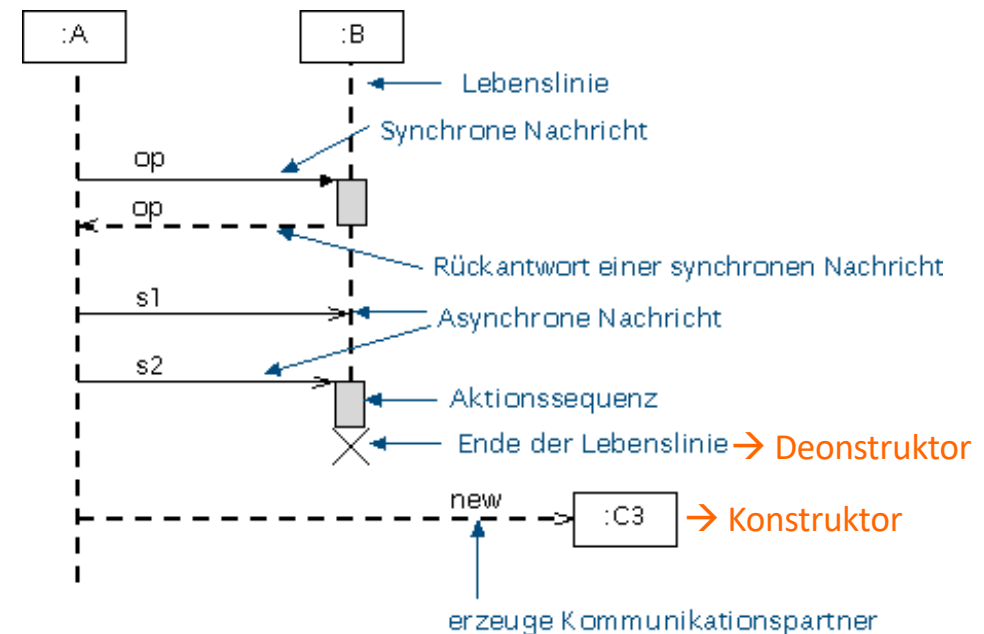 :A
:B
Lebenslinie
Synchrone Nachricht
op
op
Rückantwort einer synchronen Nachricht
s1
Asynchrone Nachricht
s2
Aktionssequenz
Ende der Lebenslinie → Deonstruktor
new
:C3 → Konstruktor
erzeuge Kommunikationspartner